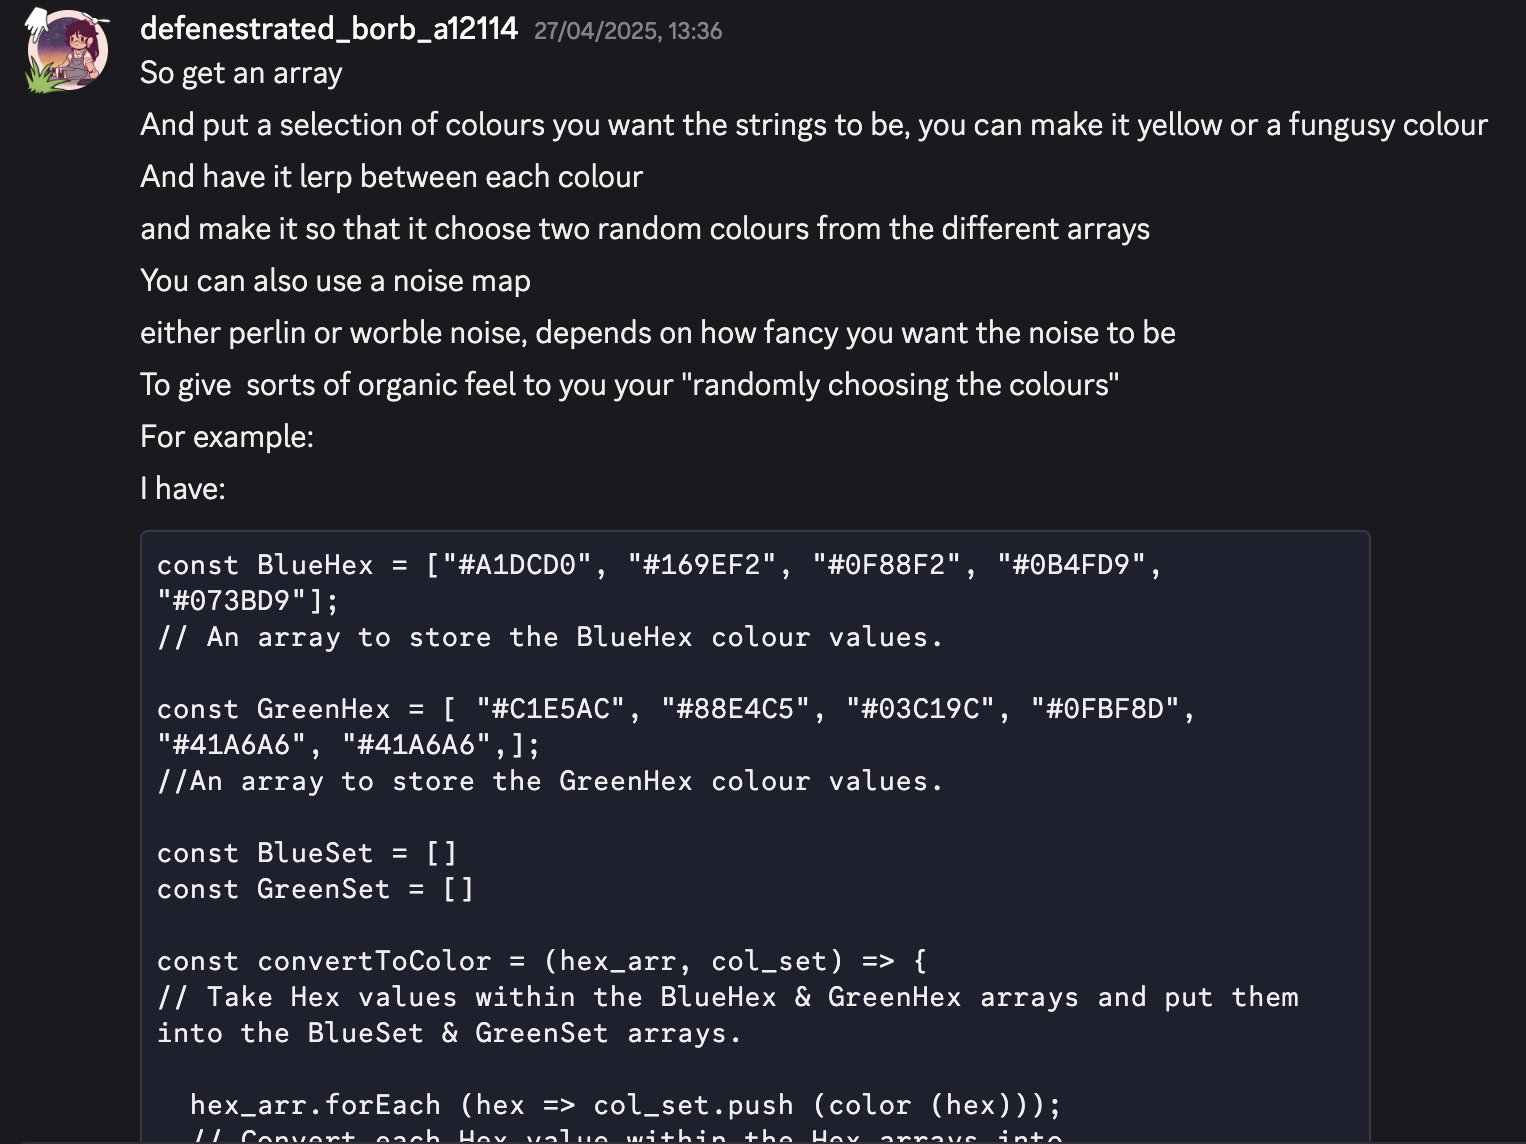 defenestrated_borb_a12114 27/04/2025, 13:36
So get an array
And put a selection of colours you want the strings to be, you can make it yellow or a fungusy colour
And have it lerp between each colour
and make it so that it choose two random colours from the different arrays
You can also use a noise map
either perlin or worble noise, depends on how fancy you want the noise to be
To give  sorts of organic feel to you your "randomly choosing the colours"
For example:
I have:
const BlueHex = ["#A1DCD0", "#169EF2", "#0F88F2", "#0B4FD9",
"#073BD9"];
// An array to store the BlueHex colour values.
const GreenHex = [ "#C1E5AC", "#88E4C5", "#03C19C", "#0FBF8D",
"#41A6A6", "#41A6A6",];
//An array to store the GreenHex colour values.
const BlueSet = []
const GreenSet = []
const convertToColor = (hex_arr, col_set) => {
// Take Hex values within the BlueHex & GreenHex arrays and put them
into the BlueSet & GreenSet arrays.
  hex_arr.forEach (hex => col_set.push (color (hex)));
  // Convert each Hex value within the Hex arrays into